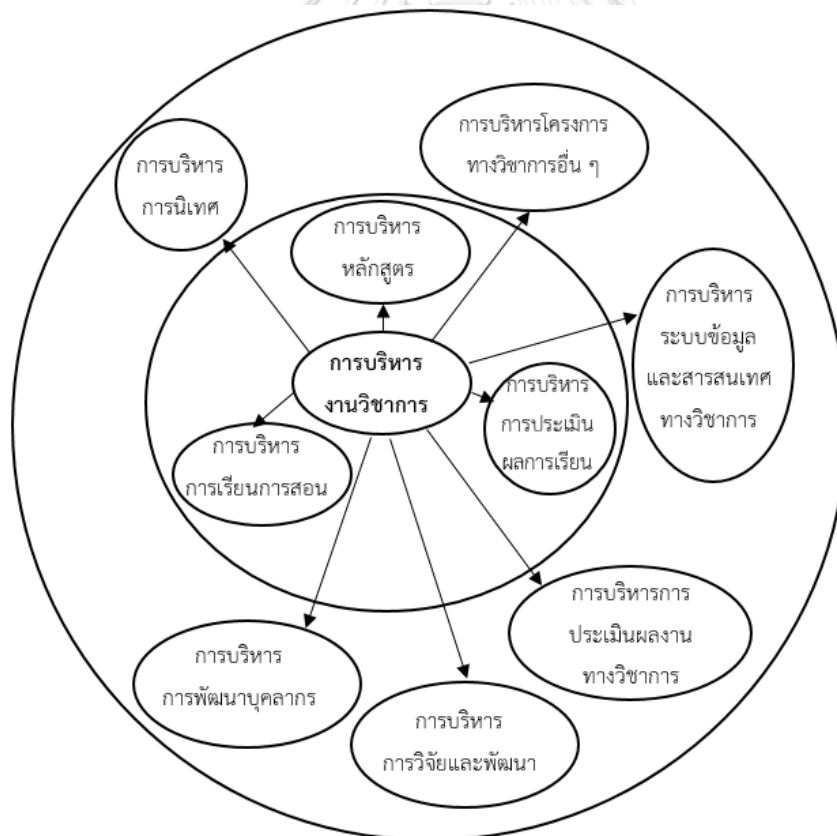 การบริหารโครงการ
ทางวิชาการอื่น ๆ
การบริหาร
การนิเทศ
การบริหาร
หลักสูตร
การบริหาร
ระบบข้อมูล
และสารสนเทศ
ทางวิชาการ
การบริหาร
งานวิชาการ
การบริหาร
การประเมิน
ผลการเรียน
การบริหาร
การเรียนการสอน
การบริหารการ
ประเมินผลงาน
ทางวิชาการ
การบริหาร
การพัฒนาบุคลากร
การบริหาร
การวิจัยและพัฒนา